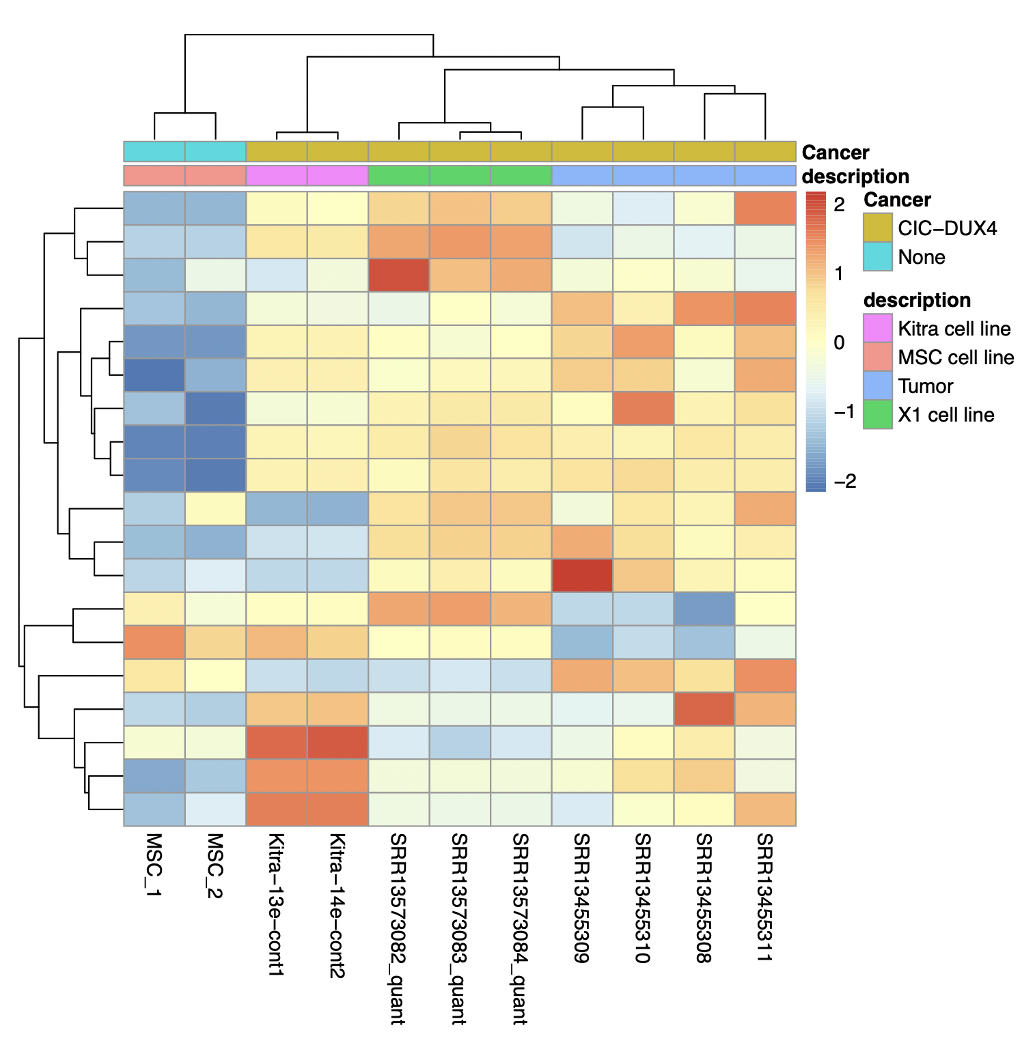 Cancer
description
2
1
0
−1
−2
Cancer
CIC−DUX4
None
description
Kitra cell line
MSC cell line
Tumor
X1 cell line
MSC_1
MSC_2
Kitra−13e−cont1
Kitra−14e−cont2
SRR13573082_quant
SRR13573083_quant
SRR13573084_quant
SRR13455309
SRR13455310
SRR13455308
SRR13455311